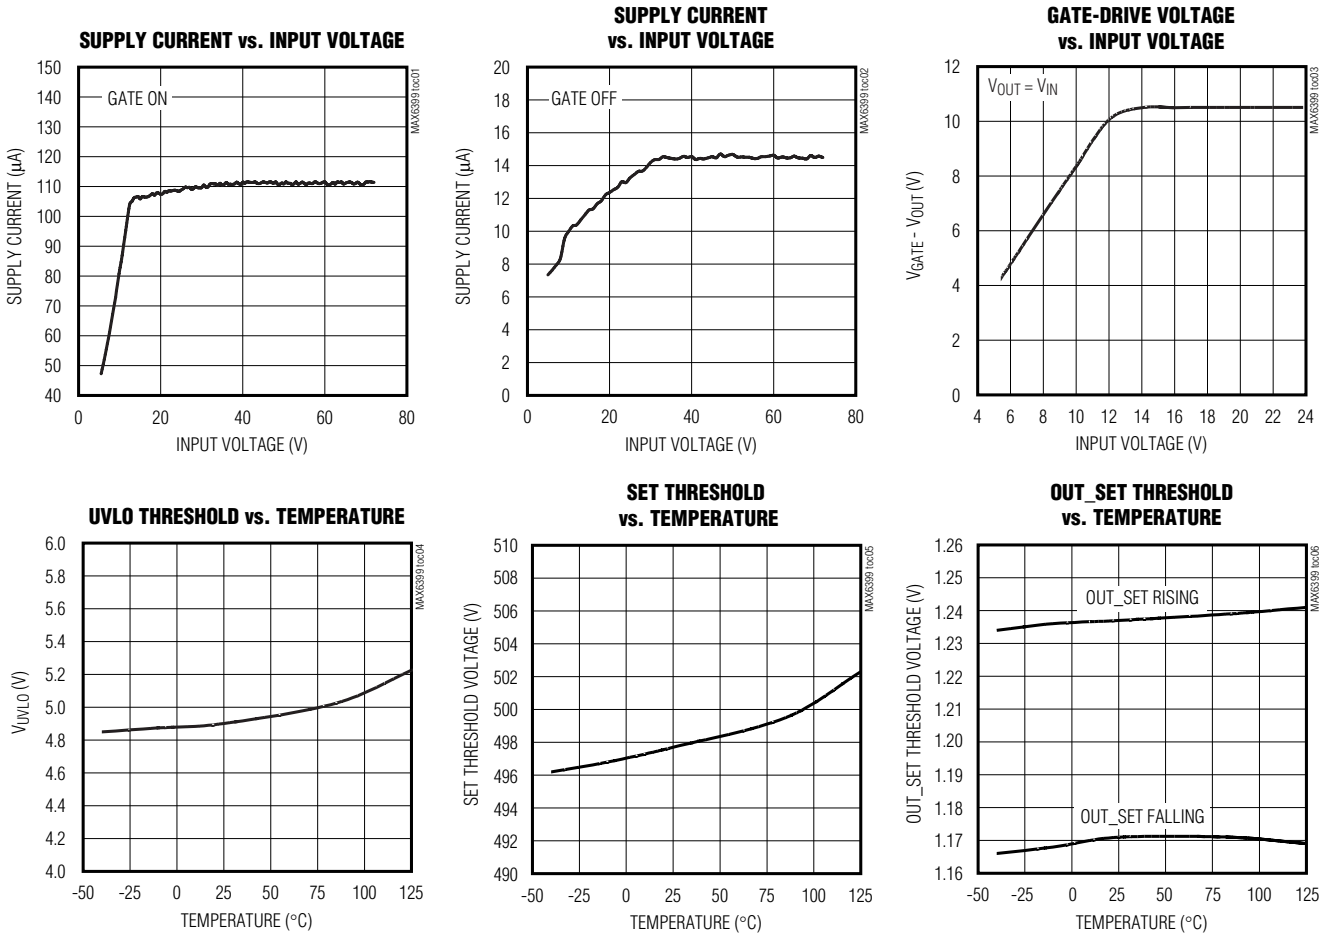 SUPPLY CURRENT vs. INPUT VOLTAGE
150
140
130
120
110
100
90
80
70
60
50
40
SUPPLY CURRENT (μA)
GATE ON
MAX6399 toc01
0 20 40 60 80
INPUT VOLTAGE (V)
SUPPLY CURRENT
vs. INPUT VOLTAGE
20
18
16
14
12
10
8
6
4
2
0
SUPPLY CURRENT (μA)
GATE OFF
MAX6399 toc02
0 20 40 60 80
INPUT VOLTAGE (V)
GATE-DRIVE VOLTAGE
vs. INPUT VOLTAGE
12
10
8
6
4
2
0
VGATE - VOUT (V)
VOUT = VIN
MAX6399 toc03
4 6 8 10 12 14 16 18 20 22 24
INPUT VOLTAGE (V)
UVLO THRESHOLD vs. TEMPERATURE
6.0
5.8
5.6
5.4
5.2
5.0
4.8
4.6
4.4
4.2
4.0
VUVLO (V)
MAX6399 toc04
-50 -25 0 25 50 75 100 125
TEMPERATURE (°C)
SET THRESHOLD
vs. TEMPERATURE
510
508
506
504
502
500
498
496
494
492
490
SET THRESHOLD VOLTAGE (V)
MAX6399 toc05
-50 -25 0 25 50 75 100 125
TEMPERATURE (°C)
OUT_SET THRESHOLD
vs. TEMPERATURE
1.26
1.25
1.24
1.23
1.22
1.21
1.20
1.19
1.18
1.17
1.16
OUT_SET THRESHOLD VOLTAGE (V)
OUT_SET RISING
OUT_SET FALLING
MAX6399 toc06
-50 -25 0 25 50 75 100 125
TEMPERATURE (°C)